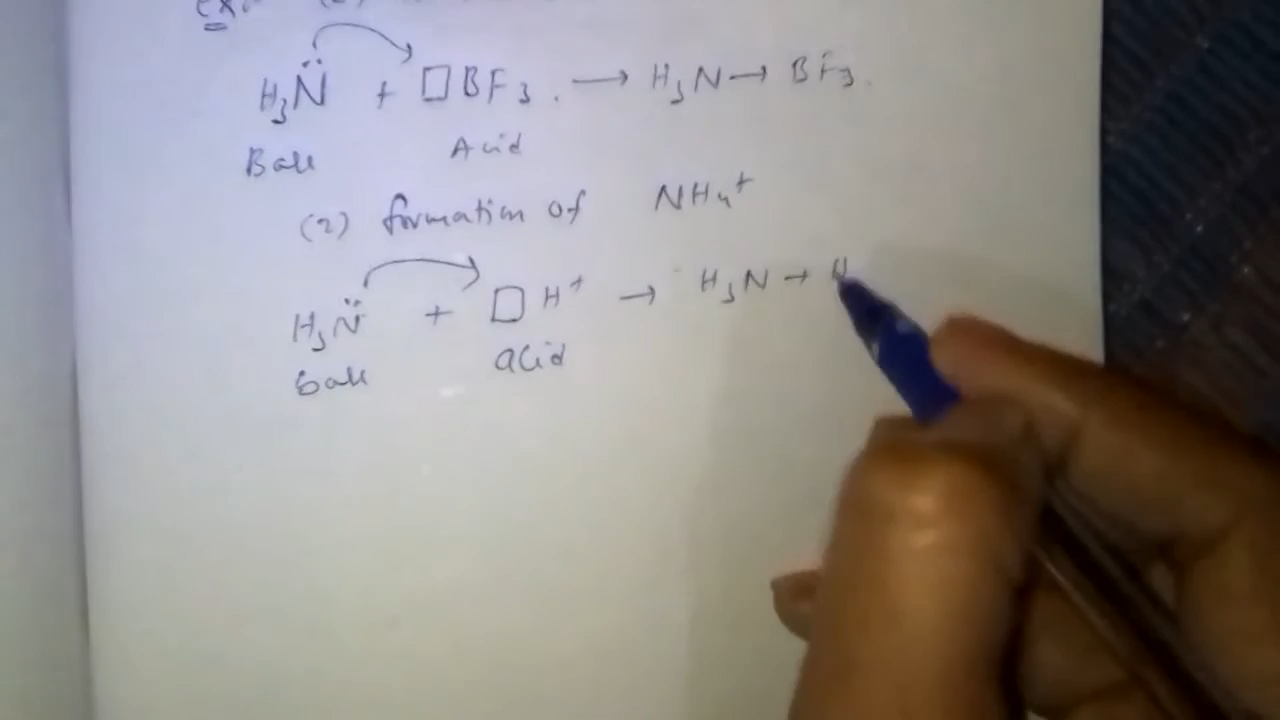 H₃N̈ + □ BF₃ . ⟶ H₃N → BF₃ .
Base Acid
(2) formation of NH₄⁺
H₃N̈ + □ H⁺ → H₃N → H
base acid